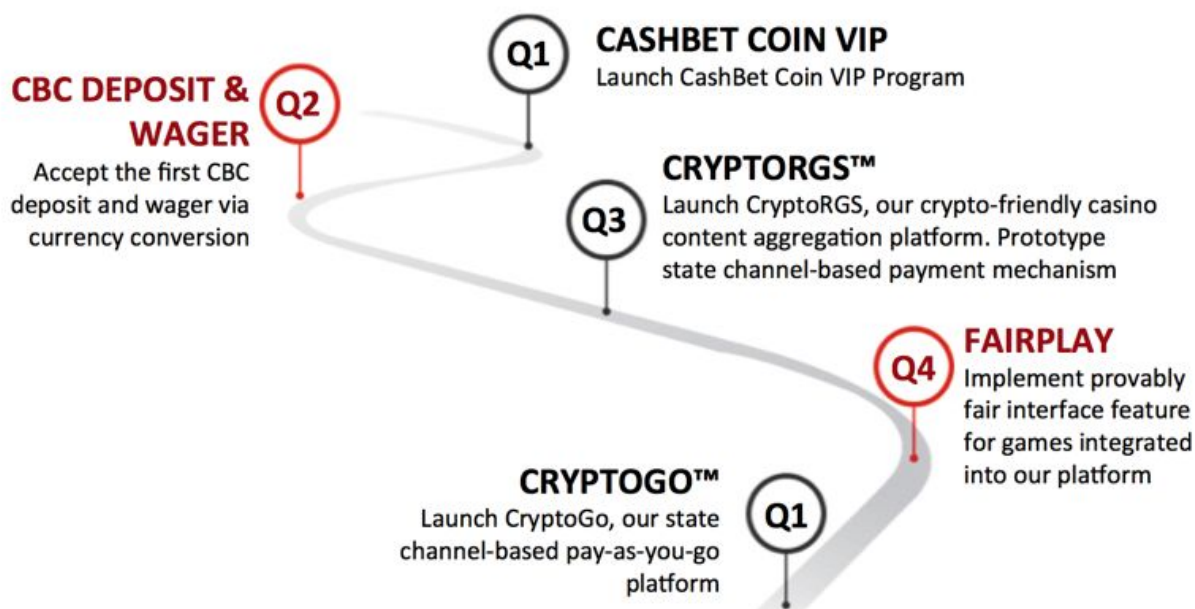 Q1
CASHBET COIN VIP
Launch CashBet Coin VIP Program
Q2
CBC DEPOSIT &
WAGER
Accept the first CBC
deposit and wager via
currency conversion
Q3
CRYPTORGS™
Launch CryptoRGS, our crypto-friendly casino
content aggregation platform. Prototype
state channel-based payment mechanism
Q4
FAIRPLAY
Implement provably
fair interface feature
for games integrated
into our platform
Q1
CRYPTOGO™
Launch CryptoGo, our state
channel-based pay-as-you-go
platform